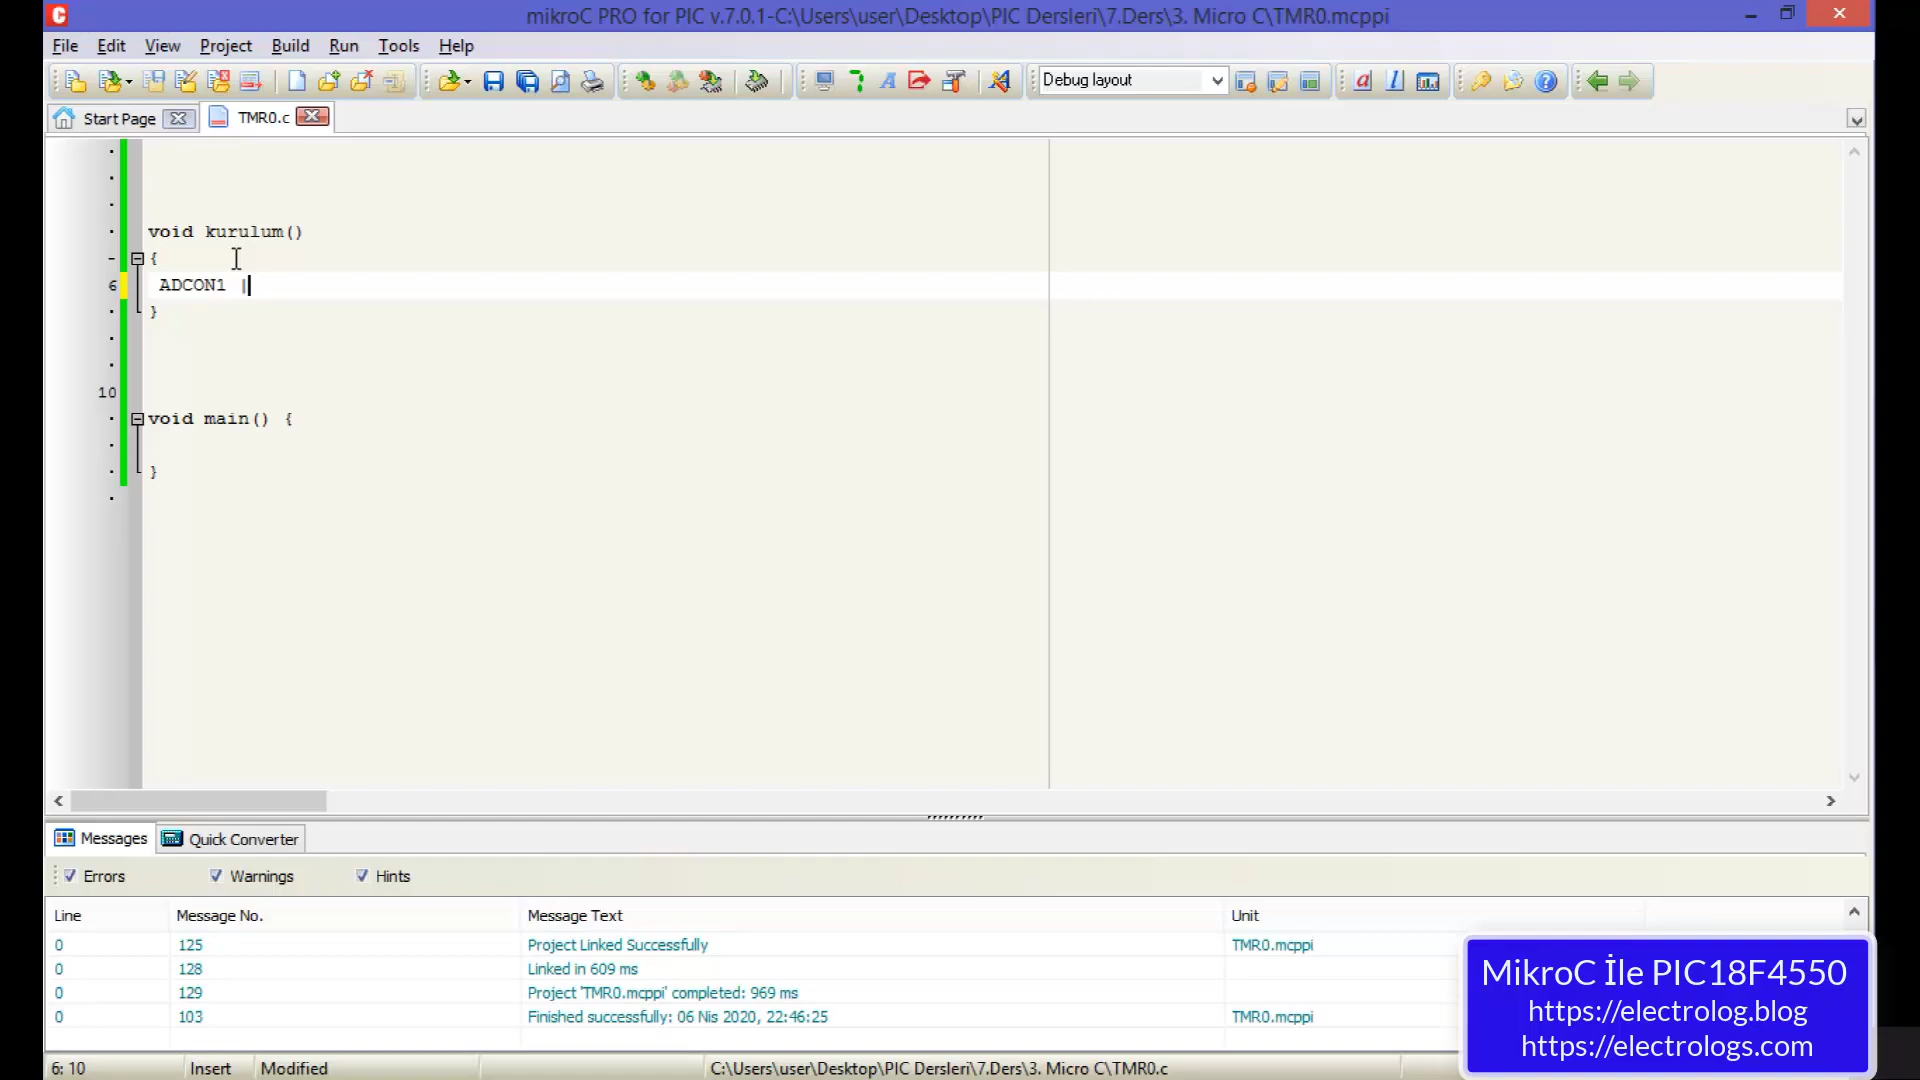 mikroC PRO for PIC v.7.0.1-C:\Users\user\Desktop\PIC Dersleri\7.Ders\3. Micro C\TMR0.mcppi
File Edit View Project Build Run Tools Help
Debug layout
Start Page TMR0.c
void kurulum()
{
6 ADCON1 |
}
10
void main() {
}
Messages Quick Converter
Errors Warnings Hints
Line Message No. Message Text Unit
0 125 Project Linked Successfully TMR0.mcppi
0 128 Linked in 609 ms
0 129 Project 'TMR0.mcppi' completed: 969 ms
0 103 Finished successfully: 06 Nis 2020, 22:46:25 TMR0.mcppi
MikroC İle PIC18F4550
https://electrolog.blog
https://electrologs.com
6: 10 Insert Modified C:\Users\user\Desktop\PIC Dersleri\7.Ders\3. Micro C\TMR0.c